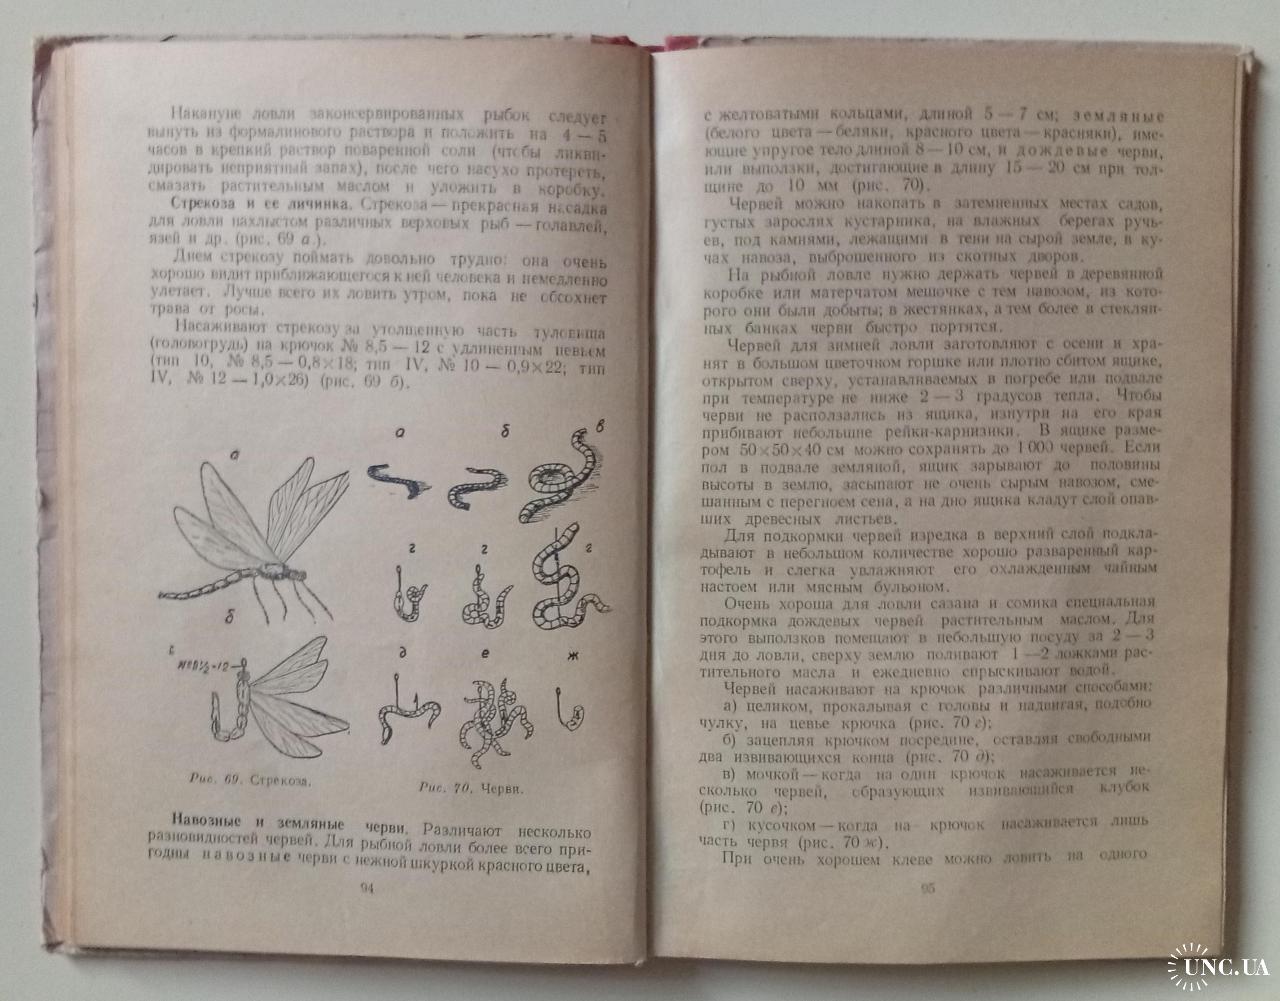 Накануне ловли законсервированных рыбок следует
вынуть из формалинового раствора и положить на 4 — 5
часов в крепкий раствор поваренной соли (чтобы ликви-
дировать неприятный запах), после чего насухо протереть,
смазать растительным маслом и уложить в коробку.
Стрекоза и ее личинка. Стрекоза — прекрасная насадка
для ловли нахлыстом различных верховых рыб — голавлей,
язей и др. (рис. 69 а.).
Днем стрекозу поймать довольно трудно: она очень
хорошо видит приближающегося к ней человека и немедленно
улетает. Лучше всего их ловить утром, пока не обсохнет
трава от росы.
Насаживают стрекозу за утолщенную часть туловища
(головогрудь) на крючок № 8,5 — 12 с удлиненным цевьем
(тип 10, № 8,5 — 0,8×18; тип IV, № 10 — 0,9×22; тип
IV, № 12 — 1,0×26) (рис. 69 б).
а
б
№8½-12
Рис. 69. Стрекоза.
а б в
г г г
д е ж
Рис. 70. Черви.
Навозные и земляные черви. Различают несколько
разновидностей червей. Для рыбной ловли более всего при-
годны навозные черви с нежной шкуркой красного цвета,
94
с желтоватыми кольцами, длиной 5 — 7 см; земляные
(белого цвета — беляки, красного цвета — красняки), име-
ющие упругое тело длиной 8 — 10 см, и дождевые черви,
или выползки, достигающие в длину 15 — 20 см при тол-
щине до 10 мм (рис. 70).
Червей можно накопать в затемненных местах садов,
густых зарослях кустарника, на влажных берегах ручь-
ев, под камнями, лежащими в тени на сырой земле, в ку-
чах навоза, выброшенного из скотных дворов.
На рыбной ловле нужно держать червей в деревянной
коробке или матерчатом мешочке с тем навозом, из кото-
рого они были добыты; в жестянках, а тем более в стеклян-
ных банках черви быстро портятся.
Червей для зимней ловли заготовляют с осени и хра-
нят в большом цветочном горшке или плотно сбитом ящике,
открытом сверху, устанавливаемых в погребе или подвале
при температуре не ниже 2 — 3 градусов тепла. Чтобы
черви не расползались из ящика, изнутри на его края
прибивают небольшие рейки-карнизики. В ящике разме-
ром 50×50×40 см можно сохранять до 1 000 червей. Если
пол в подвале земляной, ящик зарывают до половины
высоты в землю, засыпают не очень сырым навозом, сме-
шанным с перегноем сена, а на дно ящика кладут слой опав-
ших древесных листьев.
Для подкормки червей изредка в верхний слой подкла-
дывают в небольшом количестве хорошо разваренный кар-
тофель и слегка увлажняют его охлажденным чайным
настоем или мясным бульоном.
Очень хороша для ловли сазана и сомика специальная
подкормка дождевых червей растительным маслом. Для
этого выползков помещают в небольшую посуду за 2 — 3
дня до ловли, сверху землю поливают 1 — 2 ложками рас-
тительного масла и ежедневно спрыскивают водой.
Червей насаживают на крючок различными способами:
а) целиком, прокалывая с головы и надвигая, подобно
чулку, на цевье крючка (рис. 70 г);
б) зацепляя крючком посредине, оставляя свободными
два извивающихся конца (рис. 70 д);
в) мочкой — когда на один крючок насаживается не-
сколько червей, образующих извивающийся клубок
(рис. 70 е);
г) кусочком — когда на крючок насаживается лишь
часть червя (рис. 70 ж).
При очень хорошем клеве можно ловить на одного
95
UNC.UA